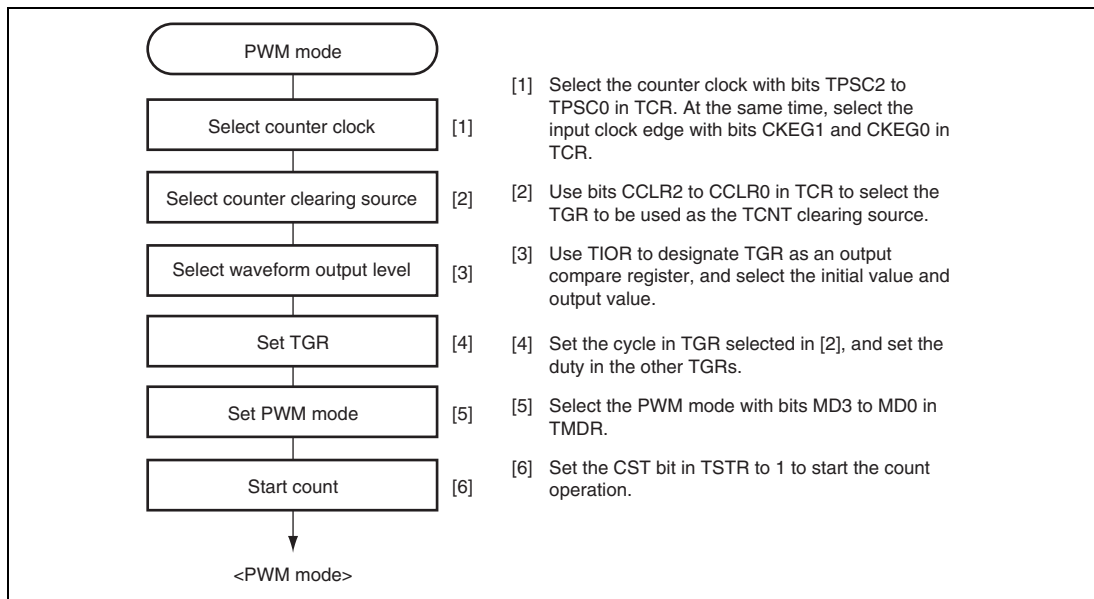 PWM mode
Select counter clock [1]
Select counter clearing source [2]
Select waveform output level [3]
Set TGR [4]
Set PWM mode [5]
Start count [6]
<PWM mode>
[1] Select the counter clock with bits TPSC2 to
TPSC0 in TCR. At the same time, select the
input clock edge with bits CKEG1 and CKEG0 in
TCR.
[2] Use bits CCLR2 to CCLR0 in TCR to select the
TGR to be used as the TCNT clearing source.
[3] Use TIOR to designate TGR as an output
compare register, and select the initial value and
output value.
[4] Set the cycle in TGR selected in [2], and set the
duty in the other TGRs.
[5] Select the PWM mode with bits MD3 to MD0 in
TMDR.
[6] Set the CST bit in TSTR to 1 to start the count
operation.